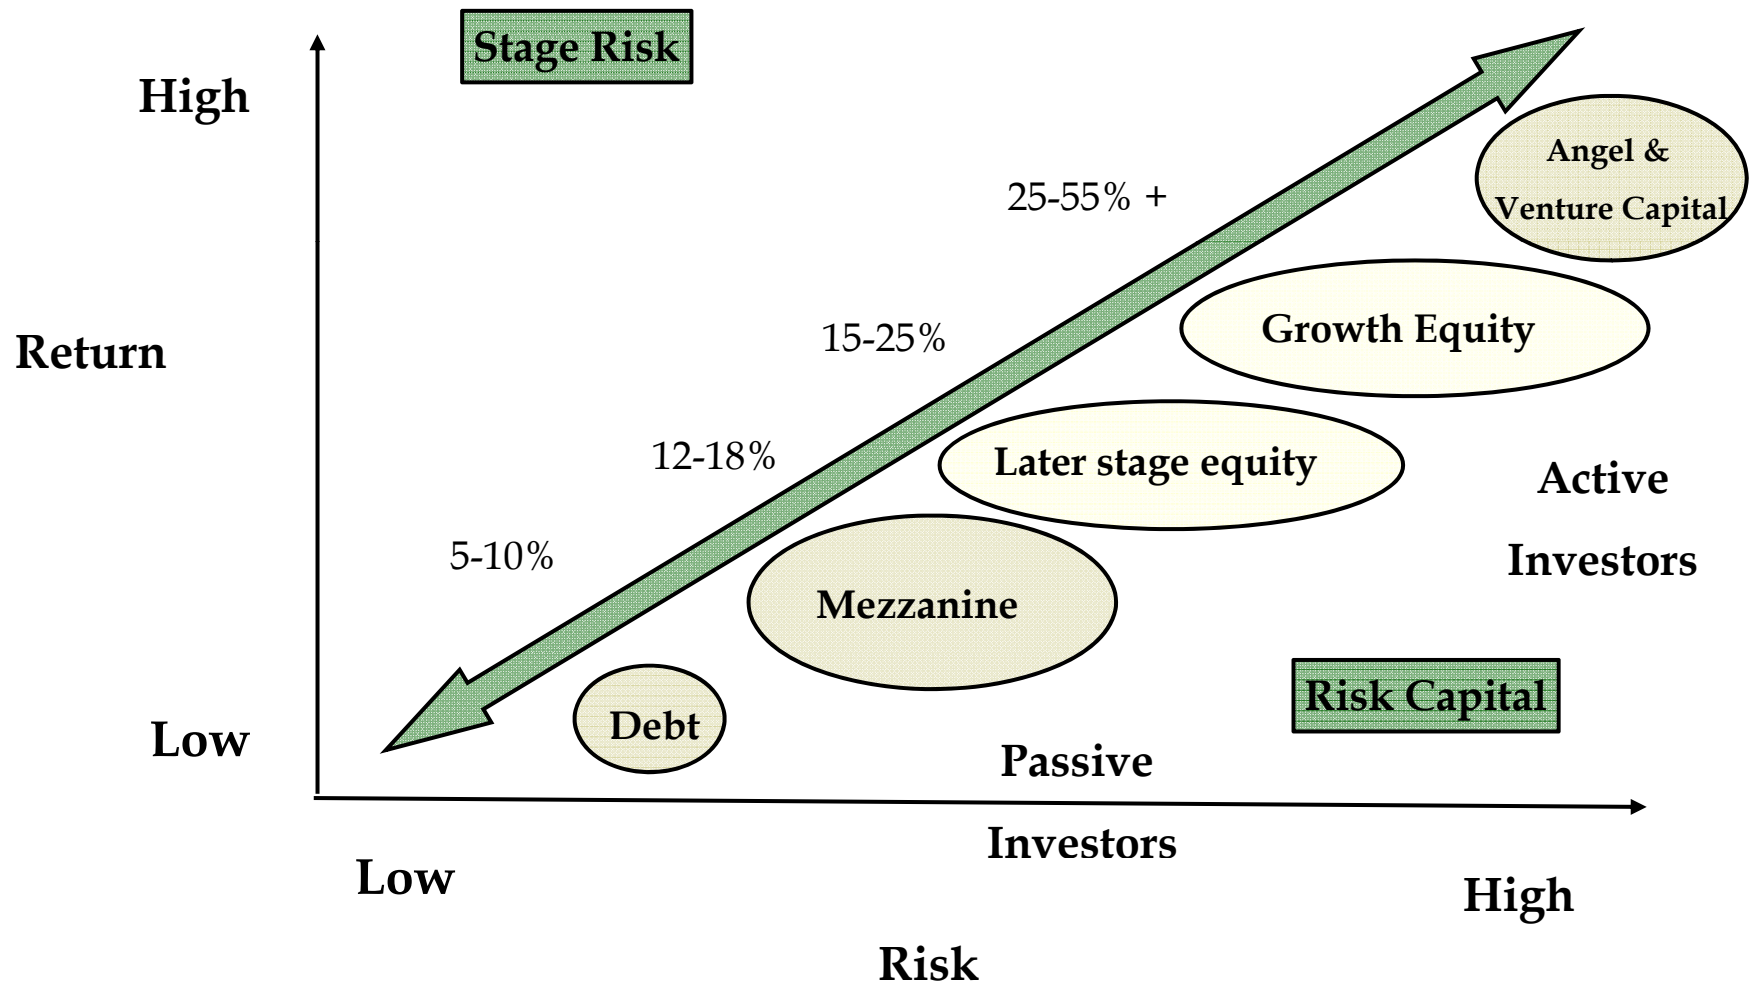 Stage Risk
High
Angel &
Venture Capital
25-55% +
Growth Equity
15-25%
Return
Later stage equity
12-18%
Active
Investors
5-10%
Mezzanine
Risk Capital
Debt
Low
Passive
Investors
Low
High
Risk